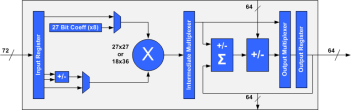 72
Input Register
27 Bit Coeff (x8)
+/-
27x27
or
18x36
X
Intermediate Multiplexer
64
+/-
Σ
+/-
Output Multiplexer
Output Register
64
64